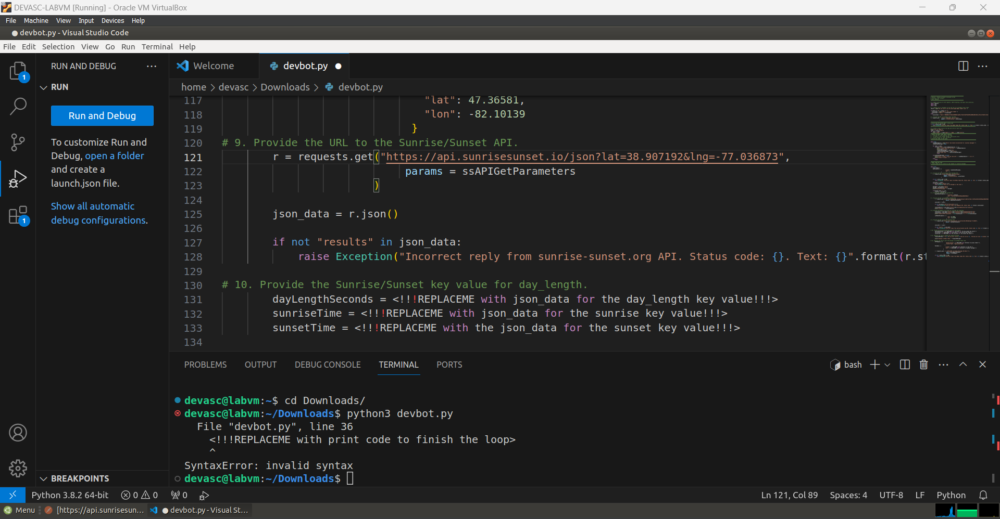 DEVASC-LABVM [Running] - Oracle VM VirtualBox
File Machine View Input Devices Help
devbot.py - Visual Studio Code
File Edit Selection View Go Run Terminal Help
RUN AND DEBUG
Welcome
devbot.py
1
RUN
home > devasc > Downloads > devbot.py
Run and Debug
To customize Run and
Debug, open a folder
and create a
launch.json file.
Show all automatic
debug configurations.
1
117 "lat": 47.36581,
118 "lon": -82.10139
119 }
120 # 9. Provide the URL to the Sunrise/Sunset API.
121 r = requests.get("https://api.sunrisesunset.io/json?lat=38.907192&lng=-77.036873",
122 params = ssAPIGetParameters
123 )
124
125 json_data = r.json()
126
127 if not "results" in json_data:
128 raise Exception("Incorrect reply from sunrise-sunset.org API. Status code: {}. Text: {}".format(r.st
129
130 # 10. Provide the Sunrise/Sunset key value for day_length.
131 dayLengthSeconds = <!!!REPLACEME with json_data for the day_length key value!!!>
132 sunriseTime = <!!!REPLACEME with json_data for the sunrise key value!!!>
133 sunsetTime = <!!!REPLACEME with the json_data for the sunset key value!!!>
134
PROBLEMS OUTPUT DEBUG CONSOLE TERMINAL PORTS
bash
devasc@labvm:~$ cd Downloads/
devasc@labvm:~/Downloads$ python3 devbot.py
File "devbot.py", line 36
<!!!REPLACEME with print code to finish the loop>
^
SyntaxError: invalid syntax
devasc@labvm:~/Downloads$
BREAKPOINTS
Python 3.8.2 64-bit 0 0 0
Ln 121, Col 89 Spaces: 4 UTF-8 LF Python
Menu [https://api.sunrisesun... devbot.py - Visual St...